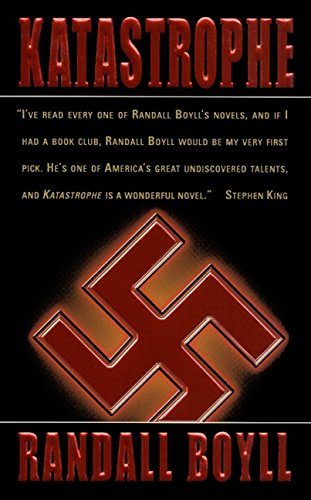 KATASTROPHE
"I'VE READ EVERY ONE OF RANDALL BOYLL'S NOVELS, AND IF I
HAD A BOOK CLUB, RANDALL BOYLL WOULD BE MY VERY FIRST
PICK. HE'S ONE OF AMERICA'S GREAT UNDISCOVERED TALENTS,
AND KATASTROPHE IS A WONDERFUL NOVEL." STEPHEN KING
RANDALL BOYLL